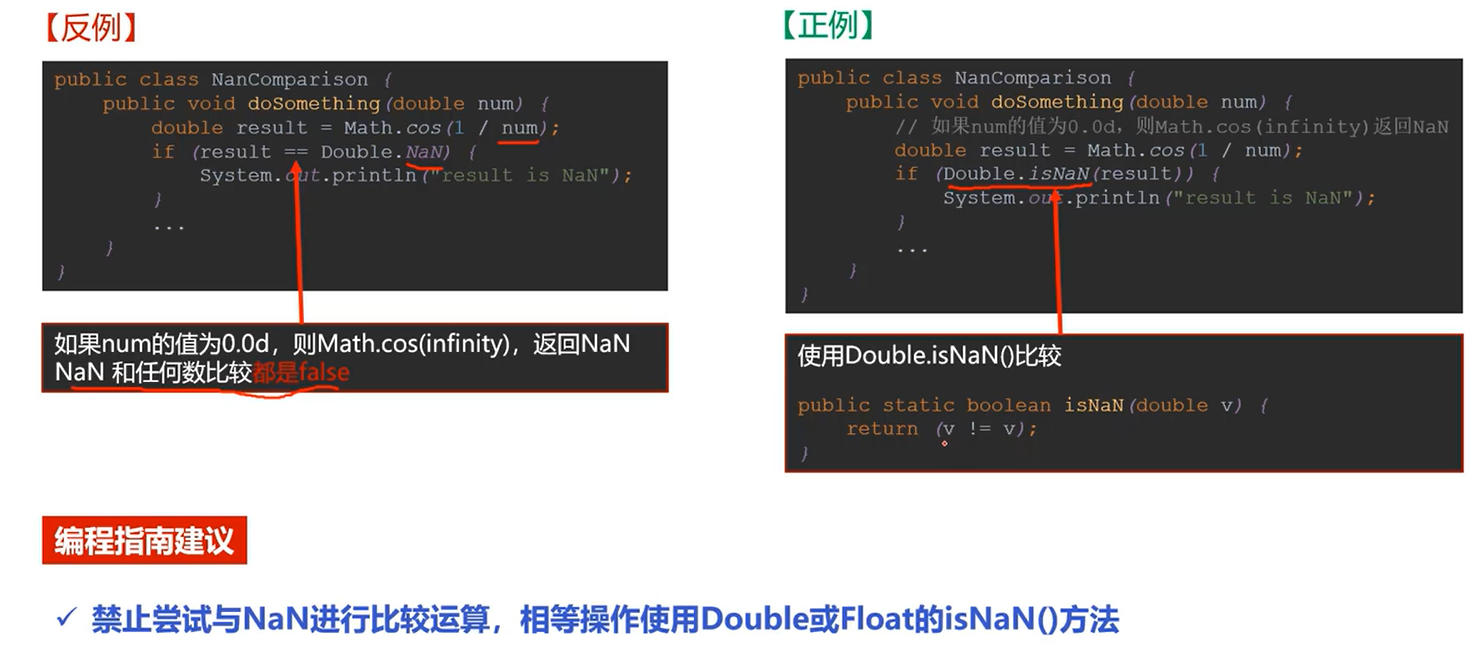 【反例】
public class NanComparison {
public void doSomething(double num) {
double result = Math.cos(1 / num);
if (result == Double.NaN) {
System.out.println("result is NaN");
}
...
}
}
如果num的值为0.0d，则Math.cos(infinity)，返回NaN
NaN 和任何数比较都是false
【正例】
public class NanComparison {
public void doSomething(double num) {
// 如果num的值为0.0d，则Math.cos(infinity)返回NaN
double result = Math.cos(1 / num);
if (Double.isNaN(result)) {
System.out.println("result is NaN");
}
...
}
}
使用Double.isNaN()比较
public static boolean isNaN(double v) {
return (v != v);
}
编程指南建议
✓ 禁止尝试与NaN进行比较运算，相等操作使用Double或Float的isNaN()方法